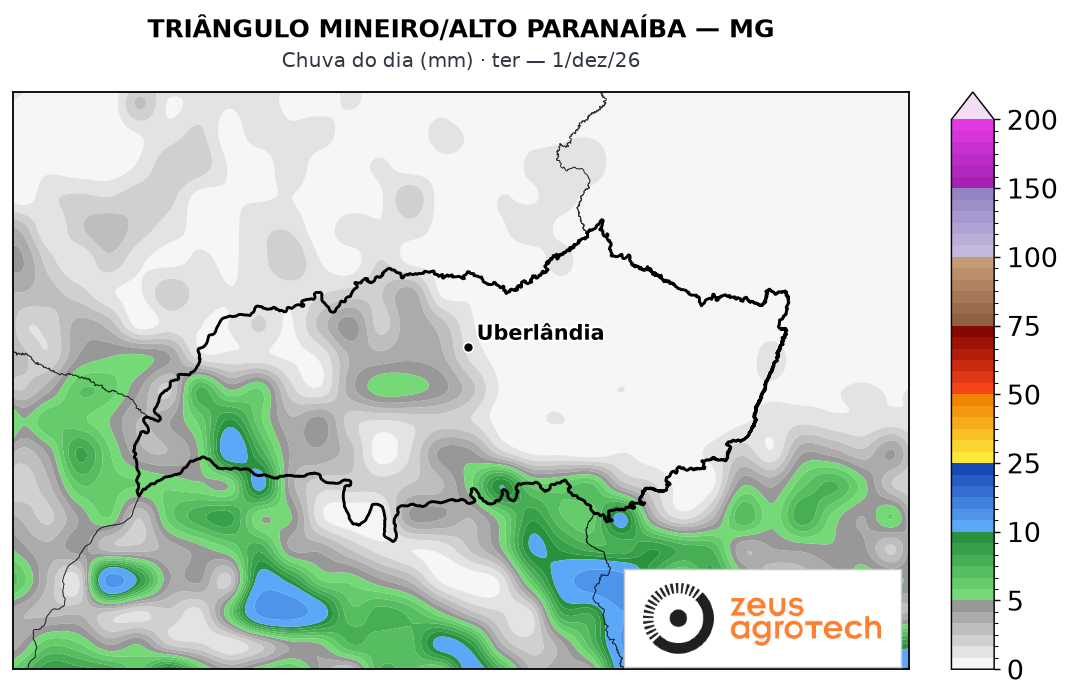 TRIÂNGULO MINEIRO/ALTO PARANAÍBA — MG
Chuva do dia (mm) · ter — 1/dez/26
200
150
100
75
50
25
10
5
0
Uberlândia
zeus
agrotech